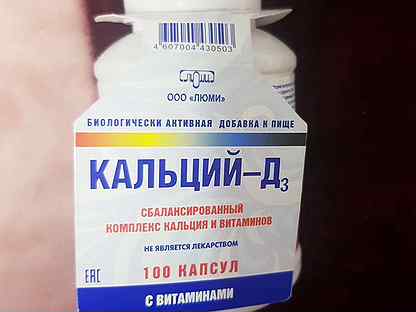 4 607004 430503
ЛЮМИ
ООО «ЛЮМИ»
БИОЛОГИЧЕСКИ АКТИВНАЯ ДОБАВКА К ПИЩЕ
КАЛЬЦИЙ–Д₃
СБАЛАНСИРОВАННЫЙ
КОМПЛЕКС КАЛЬЦИЯ И ВИТАМИНОВ
НЕ ЯВЛЯЕТСЯ ЛЕКАРСТВОМ
EAC
100 КАПСУЛ
С ВИТАМИНАМИ